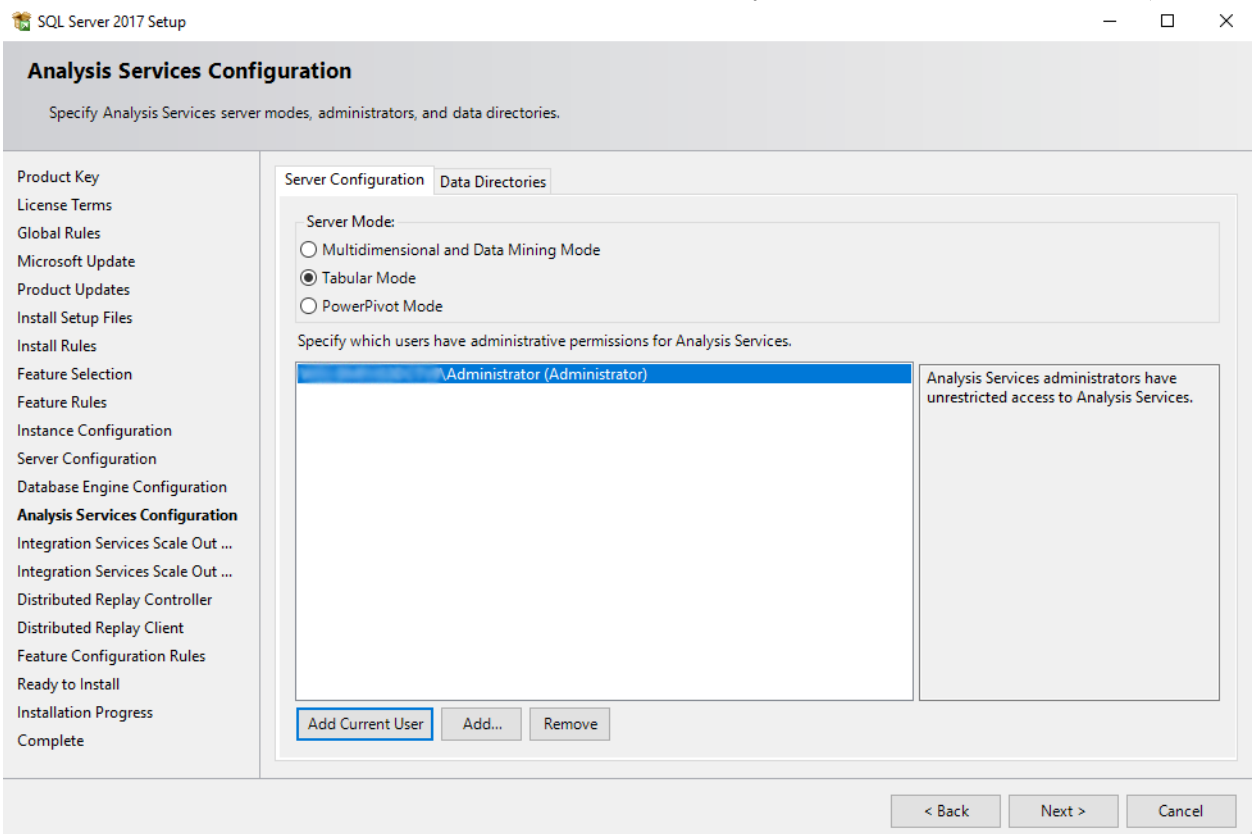 SQL Server 2017 Setup
Analysis Services Configuration
Specify Analysis Services server modes, administrators, and data directories.
Product Key
License Terms
Global Rules
Microsoft Update
Product Updates
Install Setup Files
Install Rules
Feature Selection
Feature Rules
Instance Configuration
Server Configuration
Database Engine Configuration
Analysis Services Configuration
Integration Services Scale Out ...
Integration Services Scale Out ...
Distributed Replay Controller
Distributed Replay Client
Feature Configuration Rules
Ready to Install
Installation Progress
Complete
Server Configuration
Data Directories
Server Mode:
Multidimensional and Data Mining Mode
Tabular Mode
PowerPivot Mode
Specify which users have administrative permissions for Analysis Services.
\Administrator (Administrator)
Analysis Services administrators have
unrestricted access to Analysis Services.
Add Current User
Add...
Remove
< Back
Next >
Cancel